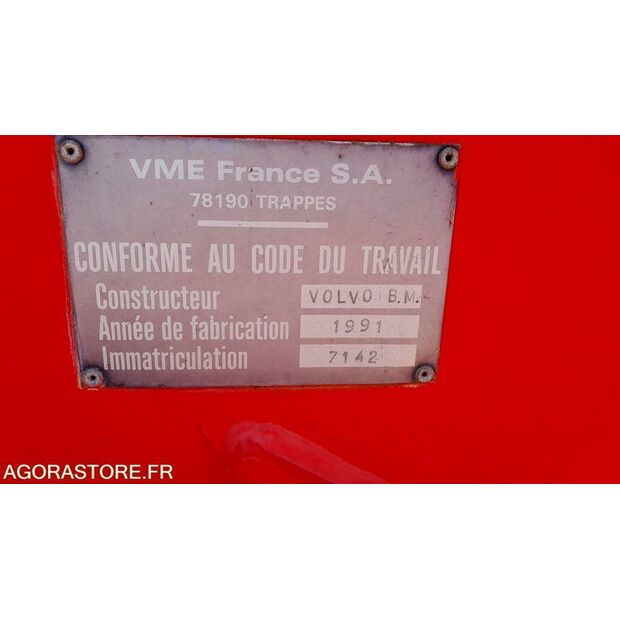 VME France S.A.
78190 TRAPPES
CONFORME AU CODE DU TRAVAIL
Constructeur VOLVO B.M.
Année de fabrication 1991
Immatriculation 7142
AGORASTORE.FR